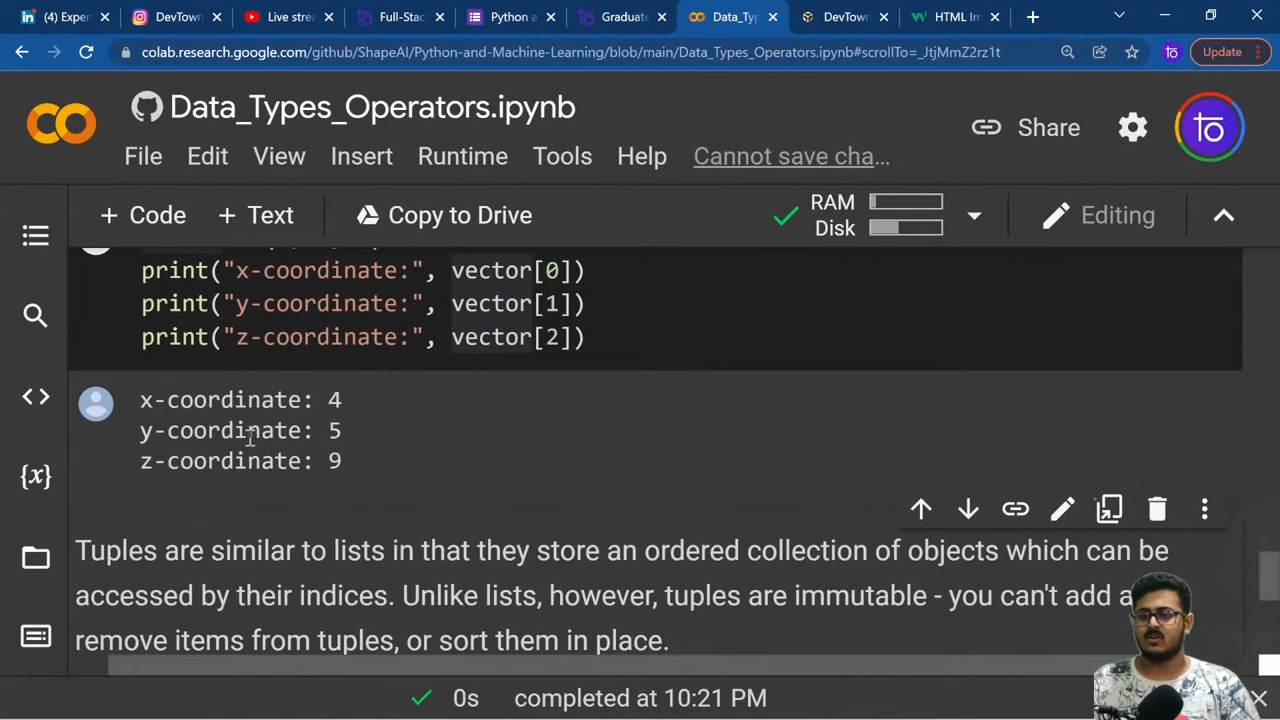 (4) Exper
DevTown
Live stre
Full-Stac
Python a
Graduate
Data_Typ
DevTown
HTML Im
colab.research.google.com/github/ShapeAI/Python-and-Machine-Learning/blob/main/Data_Types_Operators.ipynb#scrollTo=_JtjMmZ2rz1t
Update
Data_Types_Operators.ipynb
Share
File Edit View Insert Runtime Tools Help Cannot save cha...
+ Code + Text
Copy to Drive
RAM
Disk
Editing
print("x-coordinate:", vector[0])
print("y-coordinate:", vector[1])
print("z-coordinate:", vector[2])
x-coordinate: 4
y-coordinate: 5
z-coordinate: 9
Tuples are similar to lists in that they store an ordered collection of objects which can be
accessed by their indices. Unlike lists, however, tuples are immutable - you can't add a
remove items from tuples, or sort them in place.
0s completed at 10:21 PM